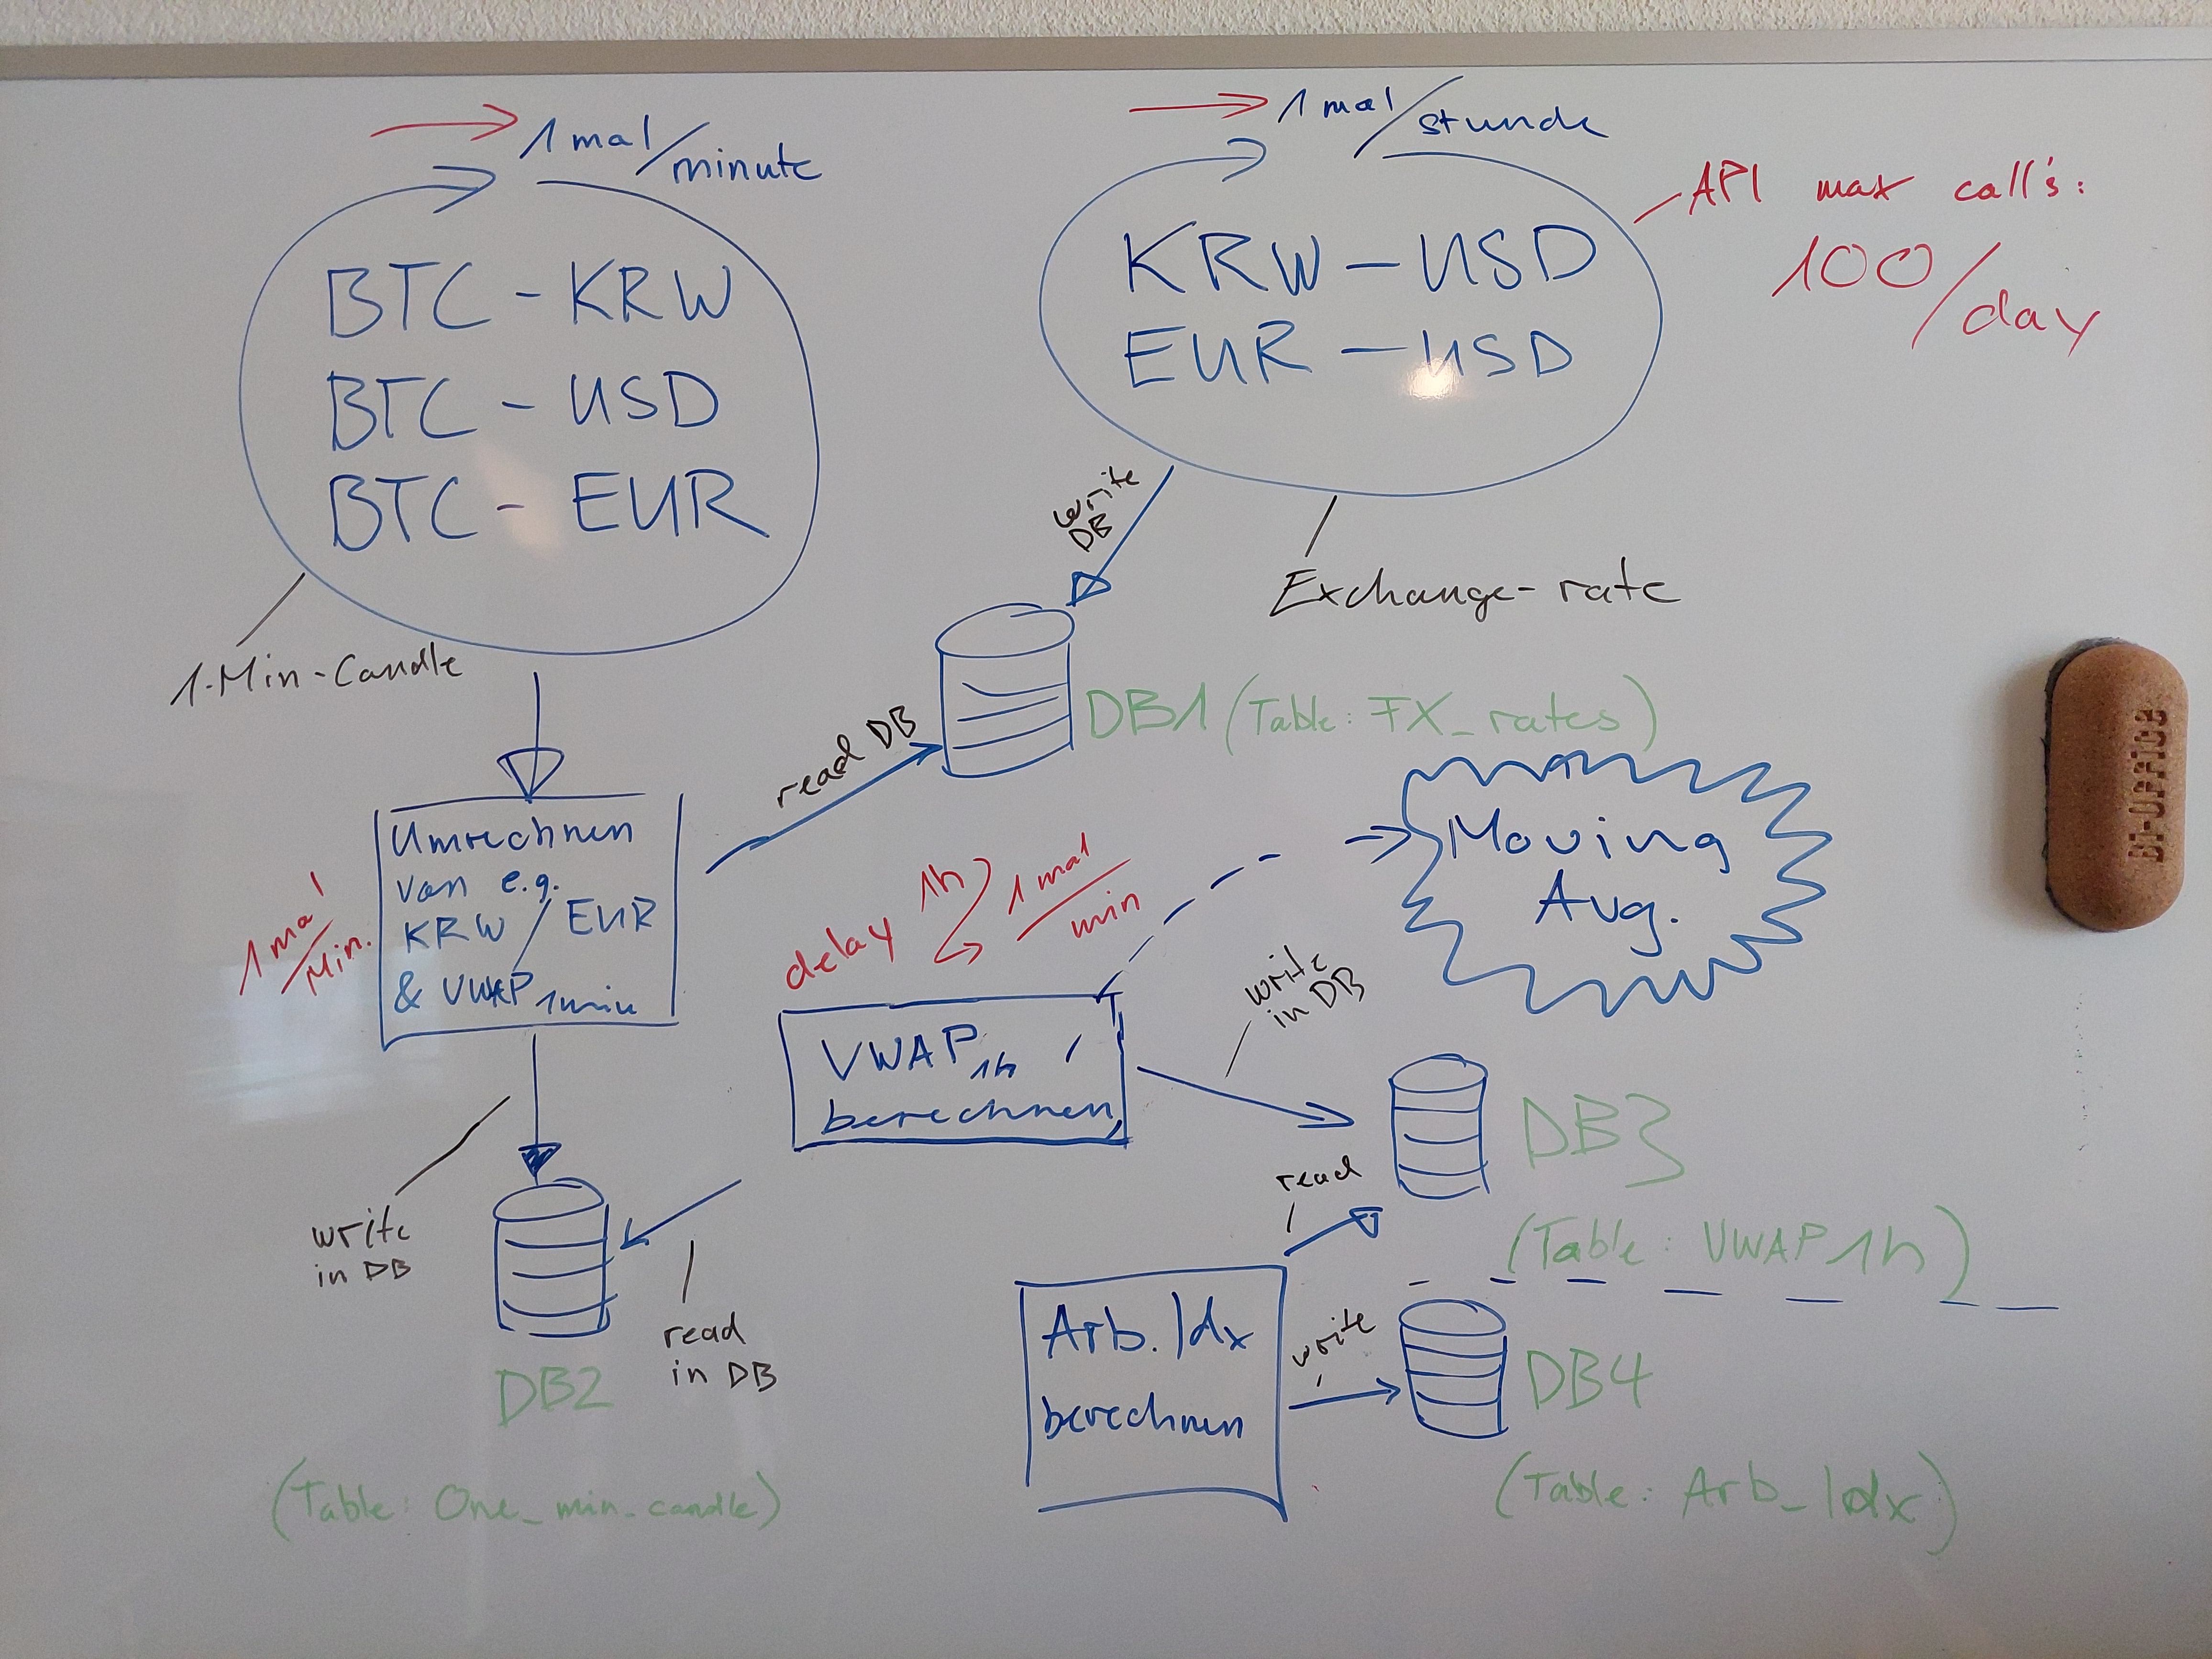 1 mal/minute
BTC - KRW
BTC - USD
BTC - EUR
1-Min-Candle
1 mal/stunde
KRW - USD
EUR - USD
API max call's:
100/day
Exchange-rate
write
DB
DB1 (Table: FX_rates)
read DB
Umrechnen
von e.g.
KRW/EUR
& VWAP 1min
1 mal/Min.
write
in DB
DB2
(Table: One_min_candle)
read
in DB
delay 1h
1 mal/min
VWAP 1h
berechnen
Moving
Avg.
write
in DB
DB3
(Table: VWAP 1h)
read
Arb. Idx
berechnen
write
DB4
(Table: Arb_Idx)
BI-OFFICE